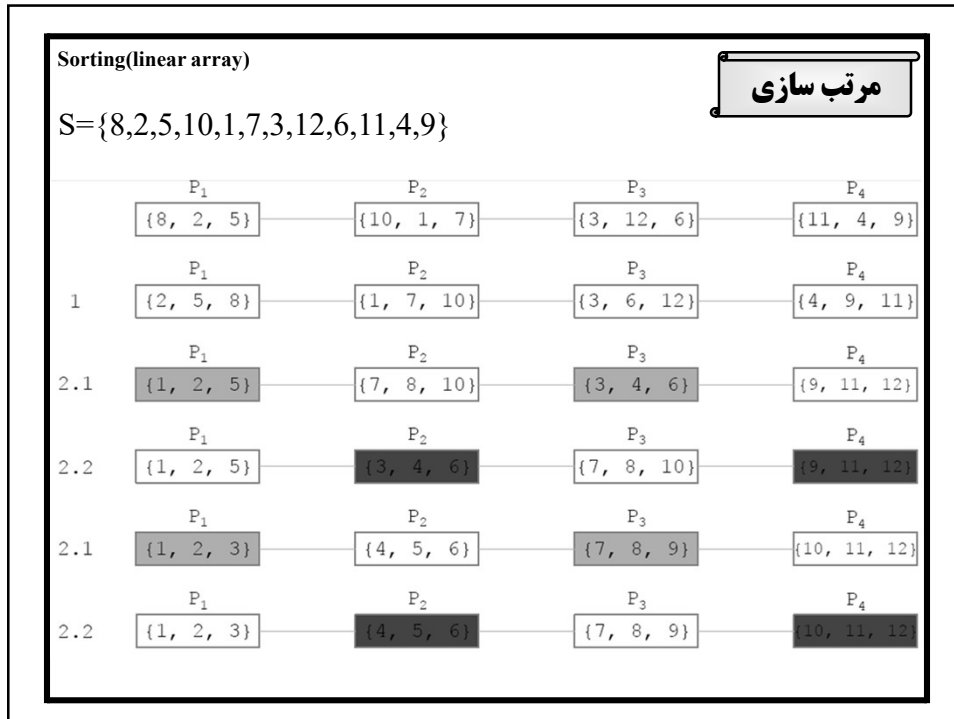 Sorting(linear array)
مرتب سازی
S={8,2,5,10,1,7,3,12,6,11,4,9}
P₁ P₂ P₃ P₄
{8, 2, 5} {10, 1, 7} {3, 12, 6} {11, 4, 9}
P₁ P₂ P₃ P₄
1 {2, 5, 8} {1, 7, 10} {3, 6, 12} {4, 9, 11}
P₁ P₂ P₃ P₄
2.1 {1, 2, 5} {7, 8, 10} {3, 4, 6} {9, 11, 12}
P₁ P₂ P₃ P₄
2.2 {1, 2, 5} {3, 4, 6} {7, 8, 10} {9, 11, 12}
P₁ P₂ P₃ P₄
2.1 {1, 2, 3} {4, 5, 6} {7, 8, 9} {10, 11, 12}
P₁ P₂ P₃ P₄
2.2 {1, 2, 3} {4, 5, 6} {7, 8, 9} {10, 11, 12}